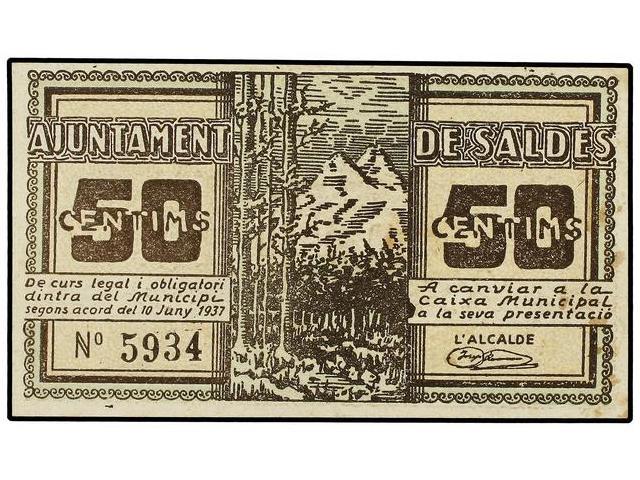 AJUNTAMENT DE SALDES
50 CENTIMS
50 CENTIMS
De curs legal i obligatori
dintra del Municipi
segons acord del 10 Juny 1937
Nº 5934
A canviar a la
Caixa Municipal
a la seva presentació
L'ALCALDE